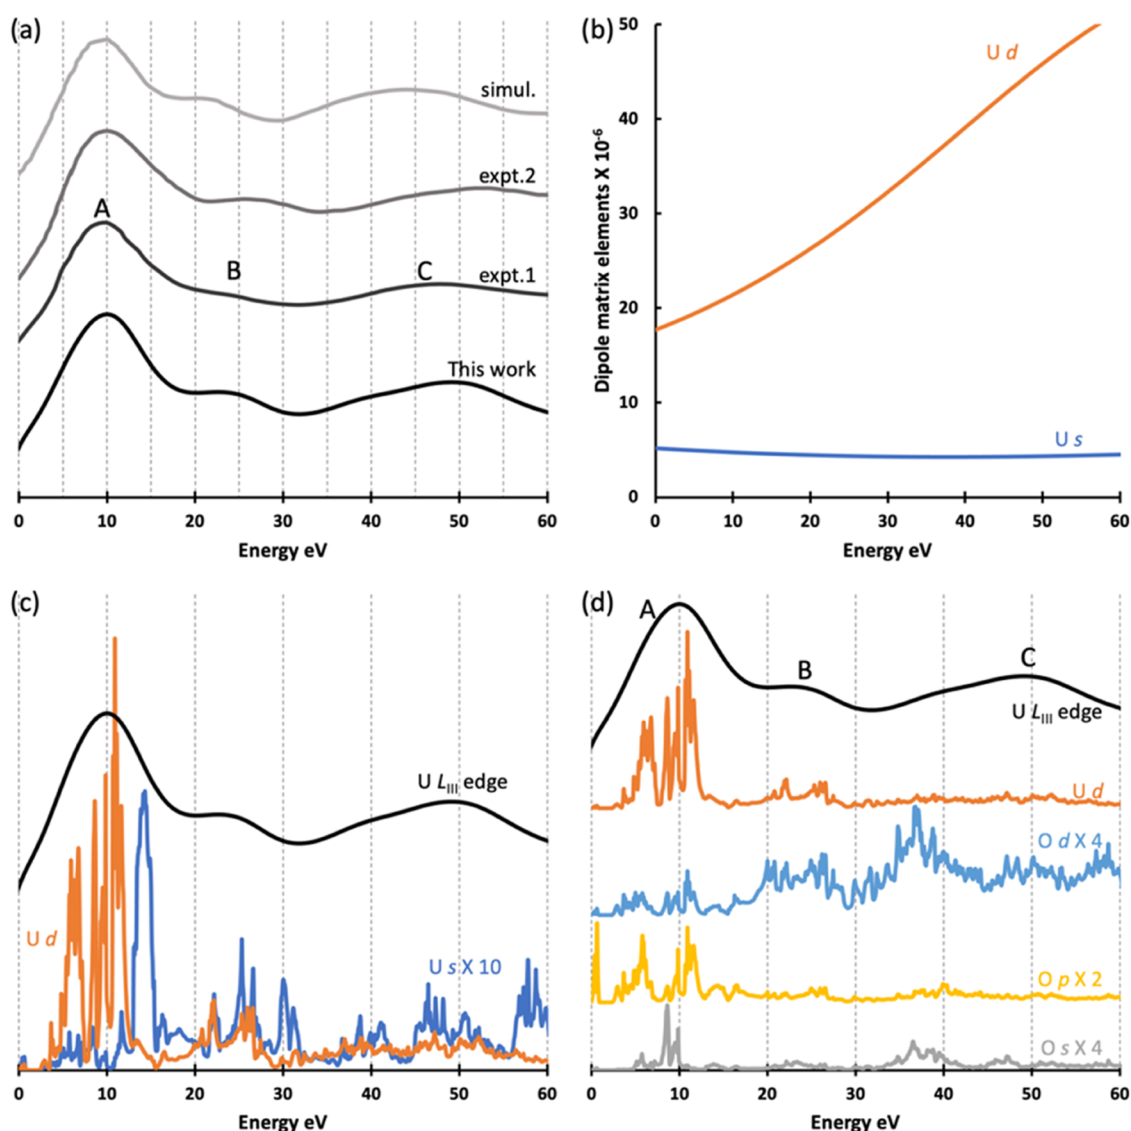 (a)
simul.
expt.2
A
B
C
expt.1
This work
0 10 20 30 40 50 60
Energy eV
(b)
50
40
30
20
10
0
Dipole matrix elements X 10-6
U d
U s
0 10 20 30 40 50 60
Energy eV
(c)
U LIII edge
U d
U s X 10
0 10 20 30 40 50 60
Energy eV
(d)
A
B
C
U LIII edge
U d
O d X 4
O p X 2
O s X 4
0 10 20 30 40 50 60
Energy eV